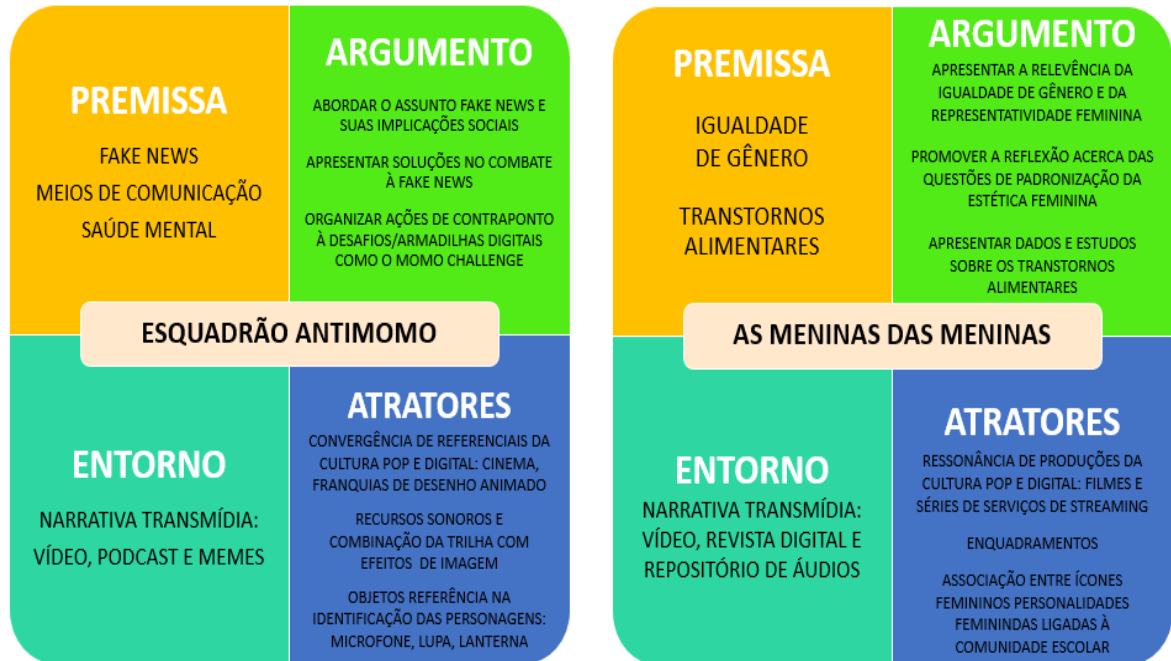 PREMISSA
FAKE NEWS
MEIOS DE COMUNICAÇÃO
SAÚDE MENTAL
ARGUMENTO
ABORDAR O ASSUNTO FAKE NEWS E
SUAS IMPLICAÇÕES SOCIAIS
APRESENTAR SOLUÇÕES NO COMBATE
À FAKE NEWS
ORGANIZAR AÇÕES DE CONTRAPONTO
À DESAFIOS/ARMADILHAS DIGITAIS
COMO O MOMO CHALLENGE
ESQUADRÃO ANTIMOMO
ENTORNO
NARRATIVA TRANSMÍDIA:
VÍDEO, PODCAST E MEMES
ATRATORES
CONVERGÊNCIA DE REFERENCIAIS DA
CULTURA POP E DIGITAL: CINEMA,
FRANQUIAS DE DESENHO ANIMADO
RECURSOS SONOROS E
COMBINAÇÃO DA TRILHA COM
EFEITOS DE IMAGEM
OBJETOS REFERÊNCIA NA
IDENTIFICAÇÃO DAS PERSONAGENS:
MICROFONE, LUPA, LANTERNA
PREMISSA
IGUALDADE
DE GÊNERO
TRANSTORNOS
ALIMENTARES
ARGUMENTO
APRESENTAR A RELEVÊNCIA DA
IGUALDADE DE GÊNERO E DA
REPRESENTATIVIDADE FEMININA
PROMOVER A REFLEXÃO ACERCA DAS
QUESTÕES DE PADRONIZAÇÃO DA
ESTÉTICA FEMININA
APRESENTAR DADOS E ESTUDOS
SOBRE OS TRANSTORNOS
ALIMENTARES
AS MENINAS DAS MENINAS
ENTORNO
NARRATIVA TRANSMÍDIA:
VÍDEO, REVISTA DIGITAL E
REPOSITÓRIO DE ÁUDIOS
ATRATORES
RESSONÂNCIA DE PRODUÇÕES DA
CULTURA POP E DIGITAL: FILMES E
SÉRIES DE SERVIÇOS DE STREAMING
ENQUADRAMENTOS
ASSOCIAÇÃO ENTRE ÍCONES
FEMININOS PERSONALIDADES
FEMININDAS LIGADAS À
COMUNIDADE ESCOLAR